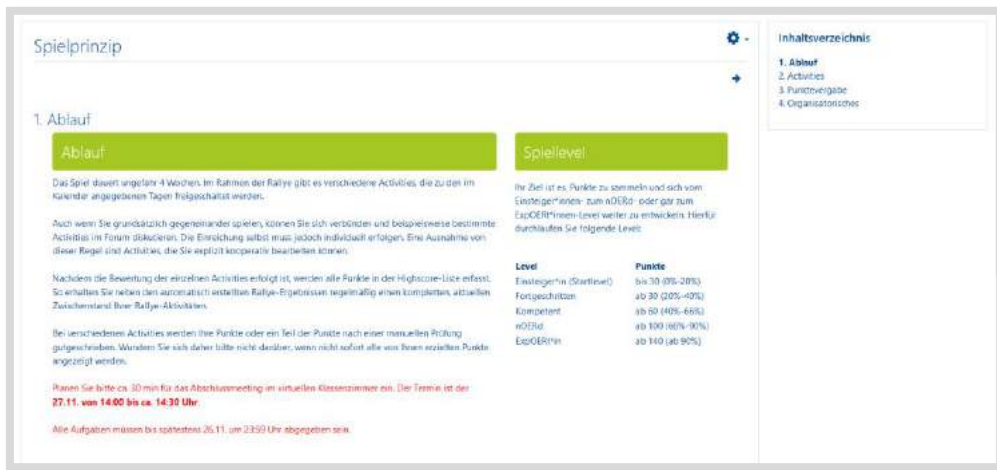 Spielprinzip
1. Ablauf
Ablauf
Das Spiel dauert ungefähr 4 Wochen. Im Rahmen der Rallye gibt es verschiedene Activities, die zu den im
Kalender angegebenen Tagen freigeschaltet werden.
Auch wenn Sie grundsätzlich gegeneinander spielen, können Sie sich verbünden und beispielsweise bestimmte
Activities im Forum diskutieren. Die Einreichung selbst muss jedoch individuell erfolgen. Eine Ausnahme von
dieser Regel sind Activities, die Sie explizit kooperativ bearbeiten können.
Nachdem die Bewertung der einzelnen Activities erfolgt ist, werden alle Punkte in der Highscore-Liste erfasst.
So erhalten Sie neben den automatisch erstellten Rallye-Ergebnissen regelmäßig einen kompletten, aktuellen
Zwischenstand Ihrer Rallye-Aktivitäten.
Bei verschiedenen Activities werden Ihre Punkte oder ein Teil der Punkte nach einer manuellen Prüfung
gutgeschrieben. Wundern Sie sich daher bitte nicht darüber, wenn nicht sofort alle von Ihnen erzielten Punkte
angezeigt werden.
Planen Sie bitte ca. 30 min für das Abschlussmeeting im virtuellen Klassenzimmer ein. Der Termin ist der
27.11. von 14:00 bis ca. 14:30 Uhr.
Alle Aufgaben müssen bis spätestens 26.11. um 23:59 Uhr abgegeben sein.
Spiellevel
Ihr Ziel ist es, Punkte zu sammeln und sich vom
Einsteiger*innen- zum nOERd- oder gar zum
ExpOERt*innen-Level weiter zu entwickeln. Hierfür
durchlaufen Sie folgende Level:
Level Punkte
Einsteiger*in (Startlevel) bis 30 (0%-20%)
Fortgeschritten ab 30 (20%-40%)
Kompetent ab 60 (40%-66%)
nOERd ab 100 (66%-90%)
ExpOERt*in ab 140 (ab 90%)
Inhaltsverzeichnis
1. Ablauf
2. Activities
3. Punktevergabe
4. Organisatorisches